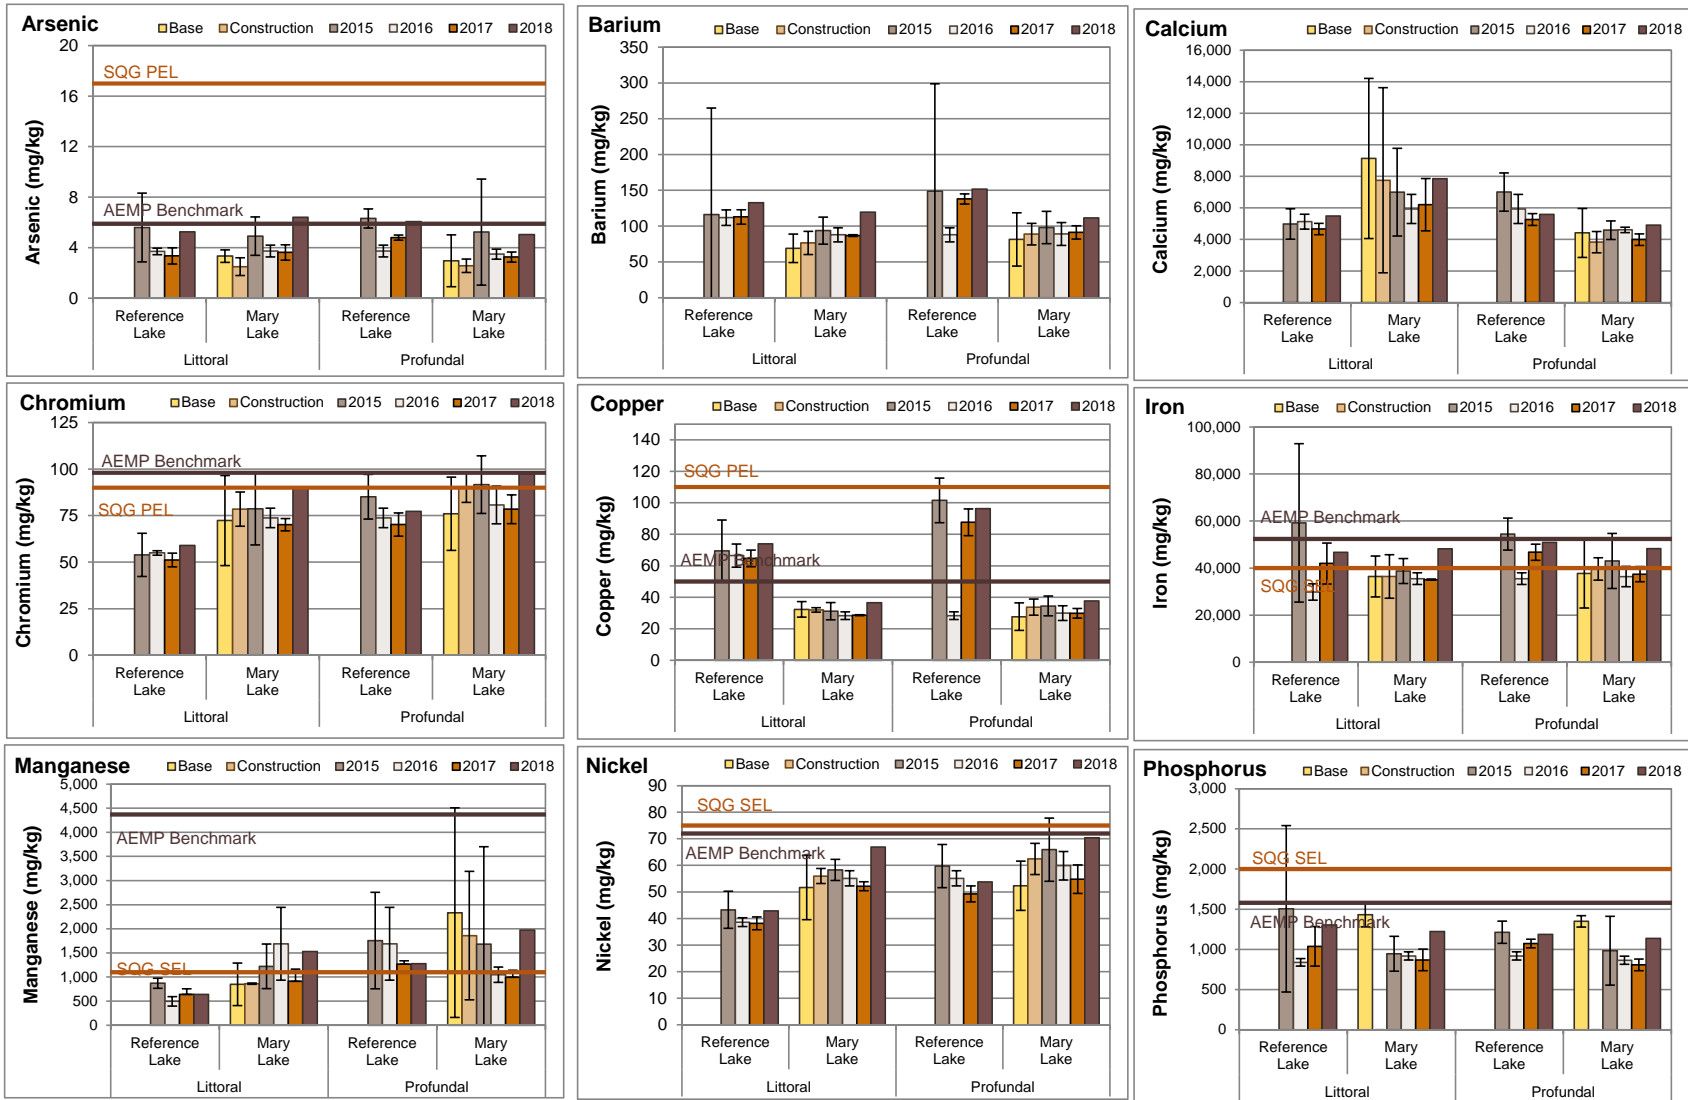 Arsenic
Base Construction 2015 2016 2017 2018
20
SQG PEL
16
12
8
AEMP Benchmark
4
0
Arsenic (mg/kg)
Reference Lake Mary Lake Reference Lake Mary Lake
Littoral Profundal
Barium
Base Construction 2015 2016 2017 2018
350
300
250
200
150
100
50
0
Barium (mg/kg)
Reference Lake Mary Lake Reference Lake Mary Lake
Littoral Profundal
Calcium
Base Construction 2015 2016 2017 2018
16,000
14,000
12,000
10,000
8,000
6,000
4,000
2,000
0
Calcium (mg/kg)
Reference Lake Mary Lake Reference Lake Mary Lake
Littoral Profundal
Chromium
Base Construction 2015 2016 2017 2018
125
100
AEMP Benchmark
75
SQG PEL
50
25
0
Chromium (mg/kg)
Reference Lake Mary Lake Reference Lake Mary Lake
Littoral Profundal
Copper
Base Construction 2015 2016 2017 2018
140
120
SQG PEL
100
80
60
AEMP Benchmark
40
20
0
Copper (mg/kg)
Reference Lake Mary Lake Reference Lake Mary Lake
Littoral Profundal
Iron
Base Construction 2015 2016 2017 2018
100,000
80,000
60,000
AEMP Benchmark
40,000
SQG SEL
20,000
0
Iron (mg/kg)
Reference Lake Mary Lake Reference Lake Mary Lake
Littoral Profundal
Manganese
Base Construction 2015 2016 2017 2018
5,000
4,500
4,000
AEMP Benchmark
3,500
3,000
2,500
2,000
1,500
SQG SEL
1,000
500
0
Manganese (mg/kg)
Reference Lake Mary Lake Reference Lake Mary Lake
Littoral Profundal
Nickel
Base Construction 2015 2016 2017 2018
90
SQG SEL
80
70
AEMP Benchmark
60
50
40
30
20
10
0
Nickel (mg/kg)
Reference Lake Mary Lake Reference Lake Mary Lake
Littoral Profundal
Phosphorus
Base Construction 2015 2016 2017 2018
3,000
2,500
SQG SEL
2,000
1,500
AEMP Benchmark
1,000
500
0
Phosphorus (mg/kg)
Reference Lake Mary Lake Reference Lake Mary Lake
Littoral Profundal